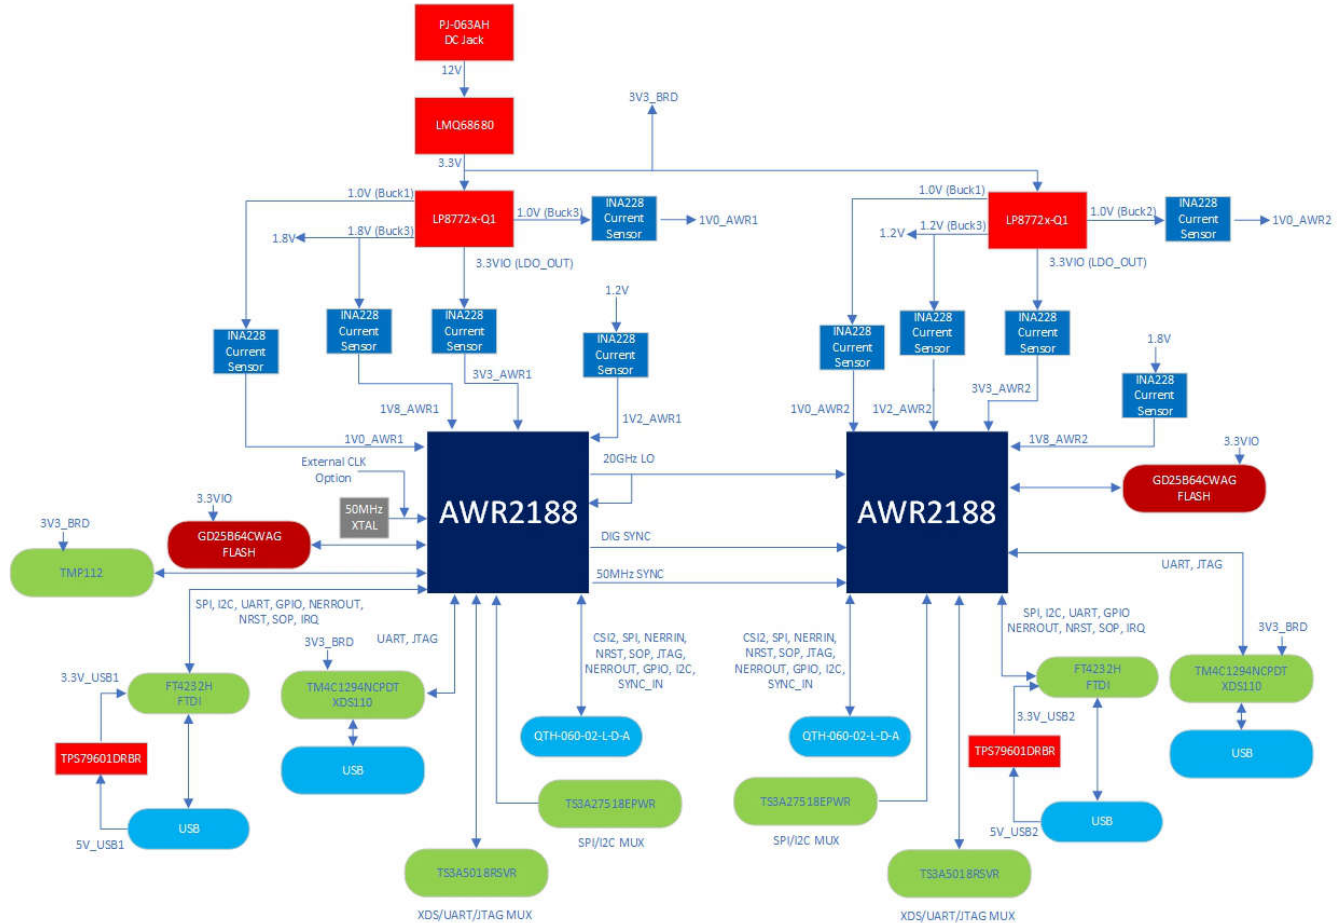 PJ-063AH
DC Jack
12V
3V3_BRD
LMQ68680
3.3V
1.0V (Buck1)
LP8772x-Q1
1.0V (Buck3)
INA228
Current
Sensor
1V0_AWR1
1.8V
1.8V (Buck3)
3.3VIO (LDO_OUT)
1.0V (Buck1)
LP8772x-Q1
1.0V (Buck2)
INA228
Current
Sensor
1V0_AWR2
1.2V
1.2V (Buck3)
3.3VIO (LDO_OUT)
1.2V
INA228
Current
Sensor
INA228
Current
Sensor
INA228
Current
Sensor
INA228
Current
Sensor
INA228
Current
Sensor
INA228
Current
Sensor
INA228
Current
Sensor
1.8V
INA228
Current
Sensor
3V3_AWR1
1V8_AWR1
1V2_AWR1
1V0_AWR1
3V3_AWR2
1V0_AWR2
1V2_AWR2
1V8_AWR2
External CLK
Option
50MHz
XTAL
20GHz LO
AWR2188
AWR2188
DIG SYNC
50MHz SYNC
3.3VIO
GD25B64CWAG
FLASH
3.3VIO
GD25B64CWAG
FLASH
3V3_BRD
TMP112
SPI, I2C, UART, GPIO, NERROUT,
NRST, SOP, IRQ
UART, JTAG
UART, JTAG
SPI, I2C, UART, GPIO
NERROUT, NRST, SOP, IRQ
CSI2, SPI, NERRIN,
NRST, SOP, JTAG,
NERROUT, GPIO, I2C,
SYNC_IN
CSI2, SPI, NERRIN,
NRST, SOP, JTAG,
NERROUT, GPIO, I2C,
SYNC_IN
3V3_BRD
3V3_BRD
3.3V_USB1
FT4232H
FTDI
TM4C1294NCPDT
XDS110
FT4232H
FTDI
TM4C1294NCPDT
XDS110
3.3V_USB2
QTH-060-02-L-D-A
QTH-060-02-L-D-A
TPS79601DRBR
USB
TPS79601DRBR
USB
TS3A27518EPWR
TS3A27518EPWR
USB
5V_USB1
USB
5V_USB2
SPI/I2C MUX
SPI/I2C MUX
TS3A5018RSVR
TS3A5018RSVR
XDS/UART/JTAG MUX
XDS/UART/JTAG MUX